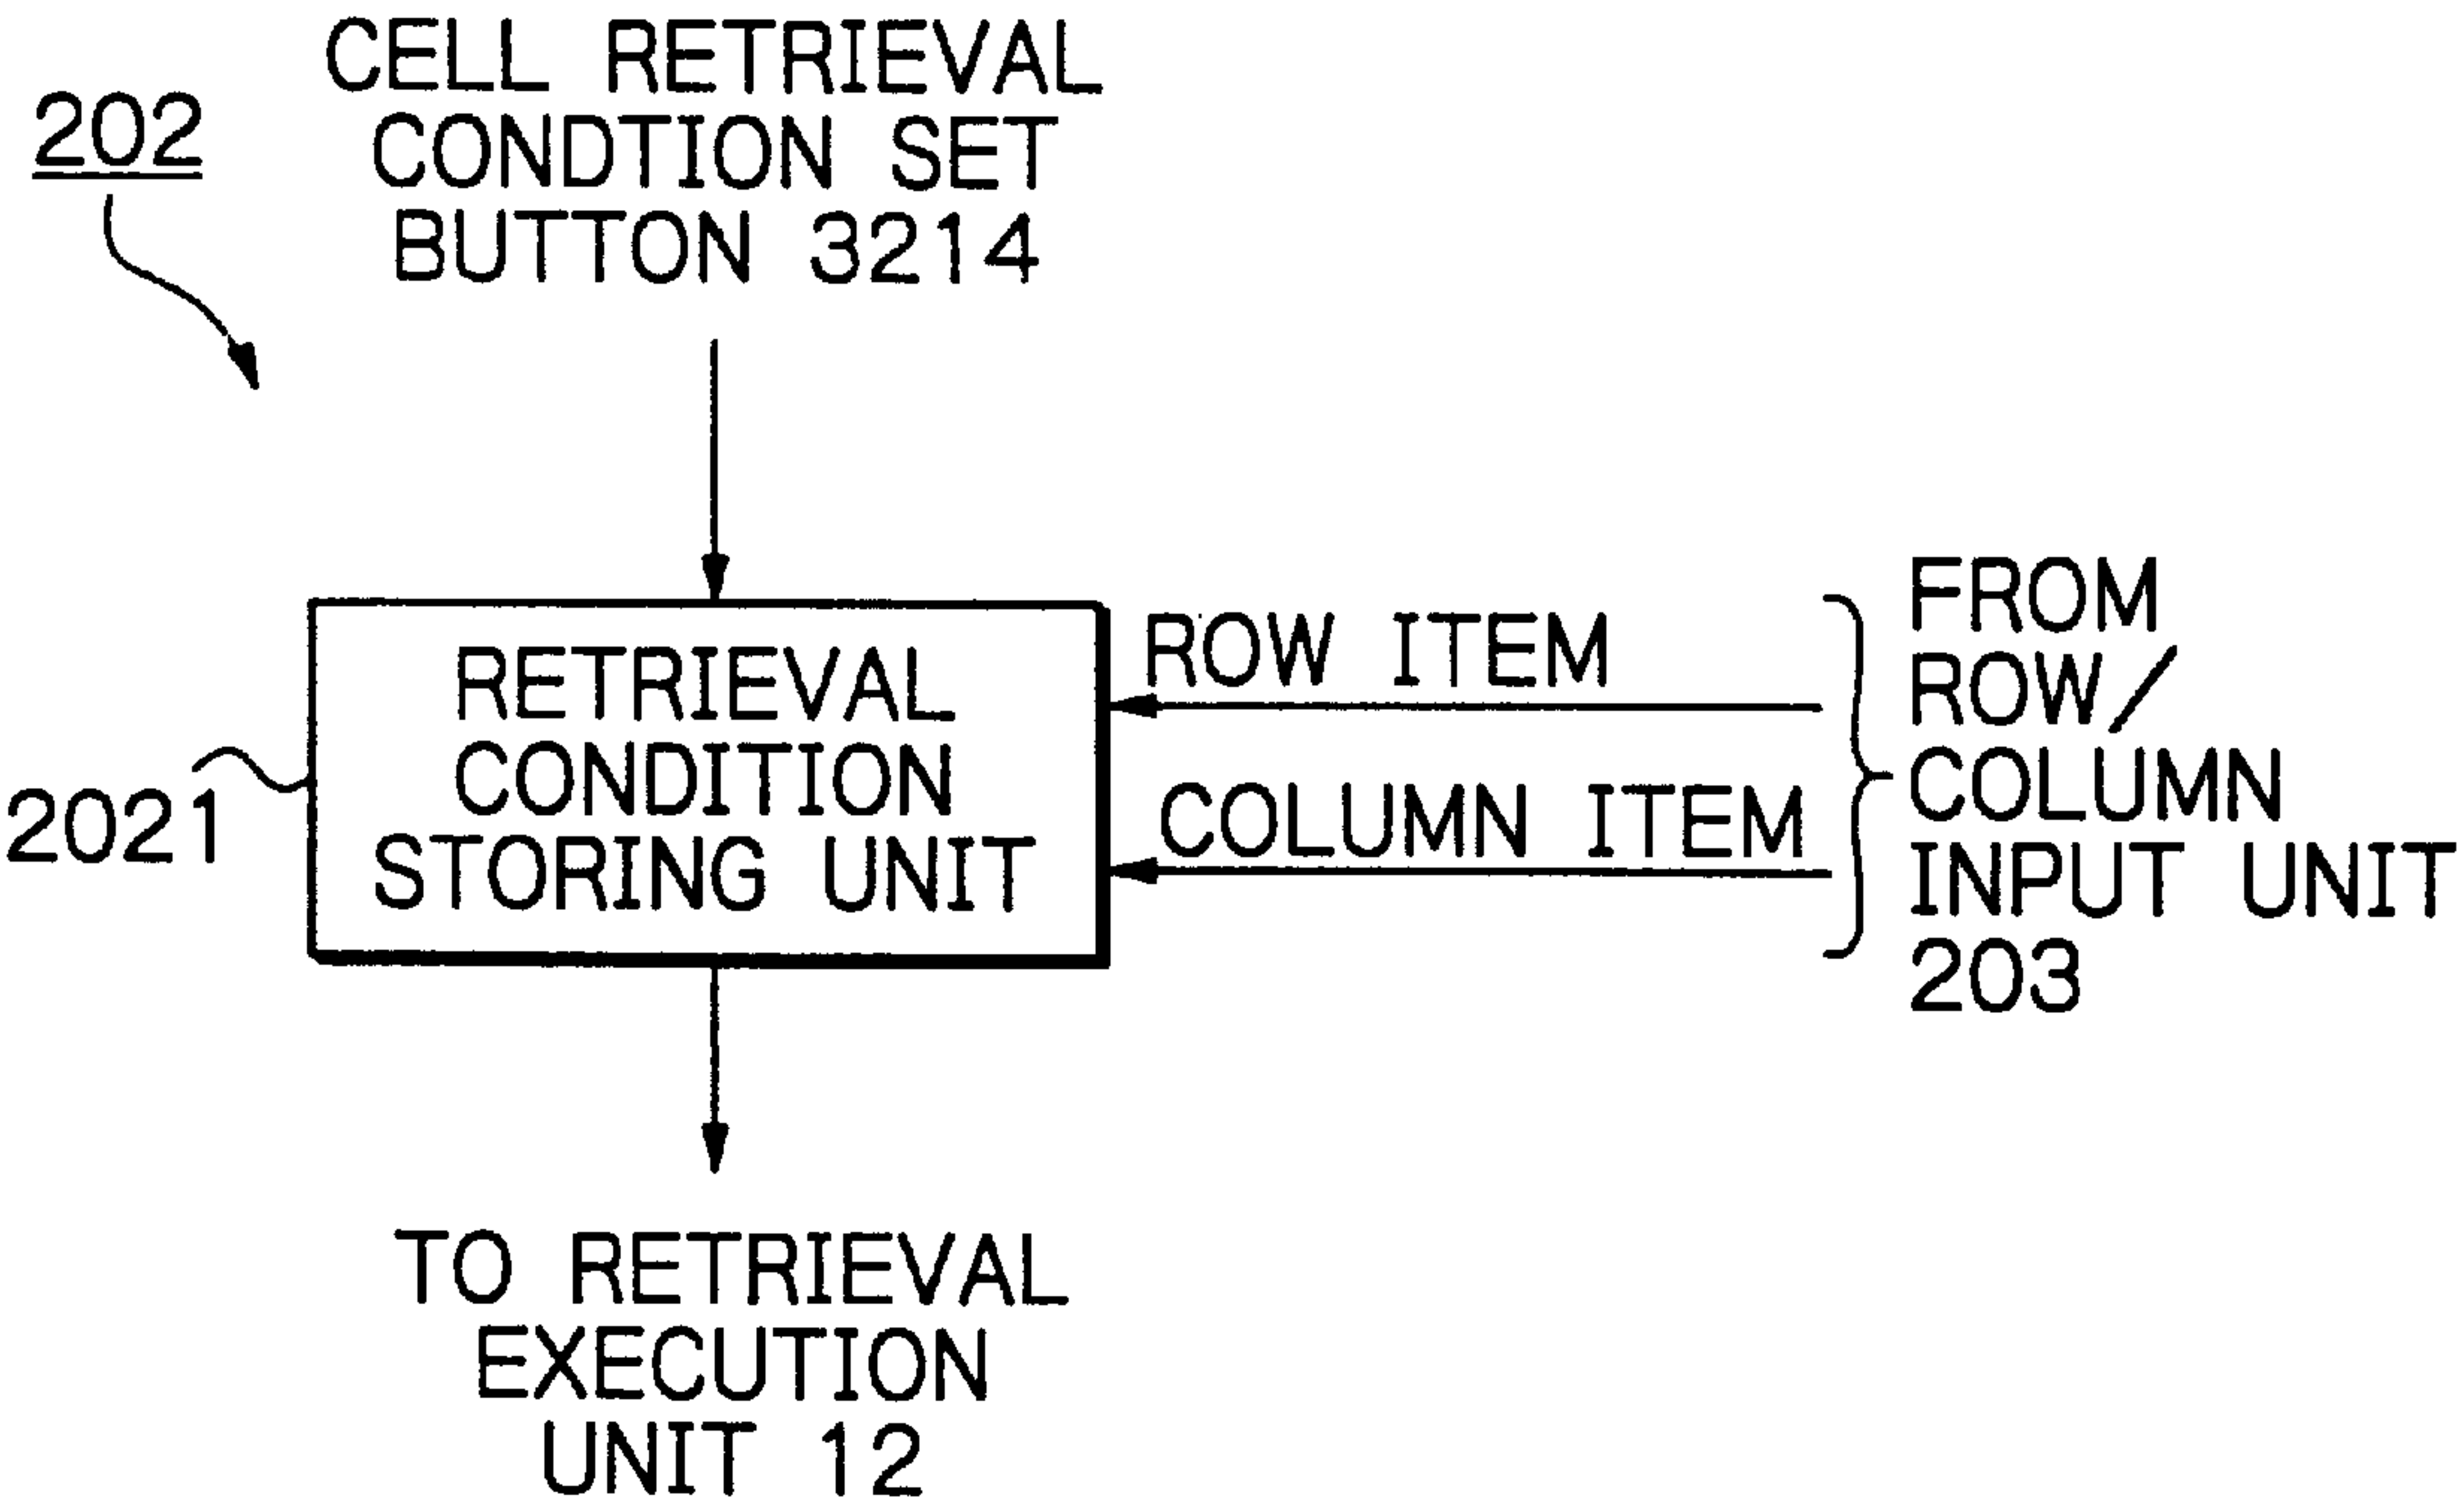 202
CELL RETRIEVAL
CONDTION SET
BUTTON 3214
2021
RETRIEVAL
CONDITION
STORING UNIT
ROW ITEM
COLUMN ITEM
FROM
ROW/
COLUMN
INPUT UNIT
203
TO RETRIEVAL
EXECUTION
UNIT 12